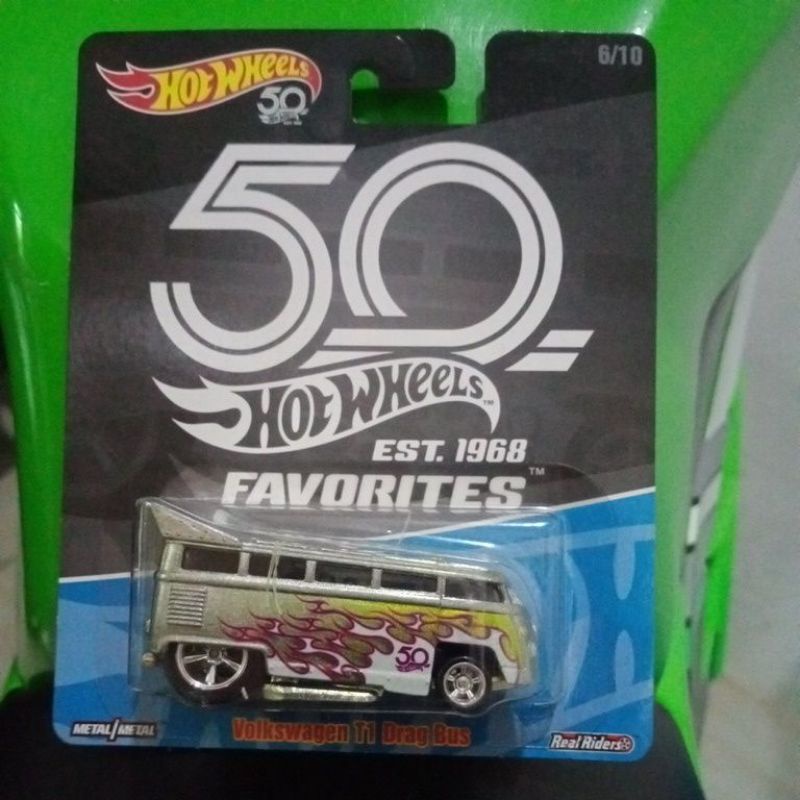 HOT WHEELS
50
6/10
50
HOT WHEELS™
EST. 1968
FAVORITES™
50
METAL/METAL
Volkswagen T1 Drag Bus
Real Riders